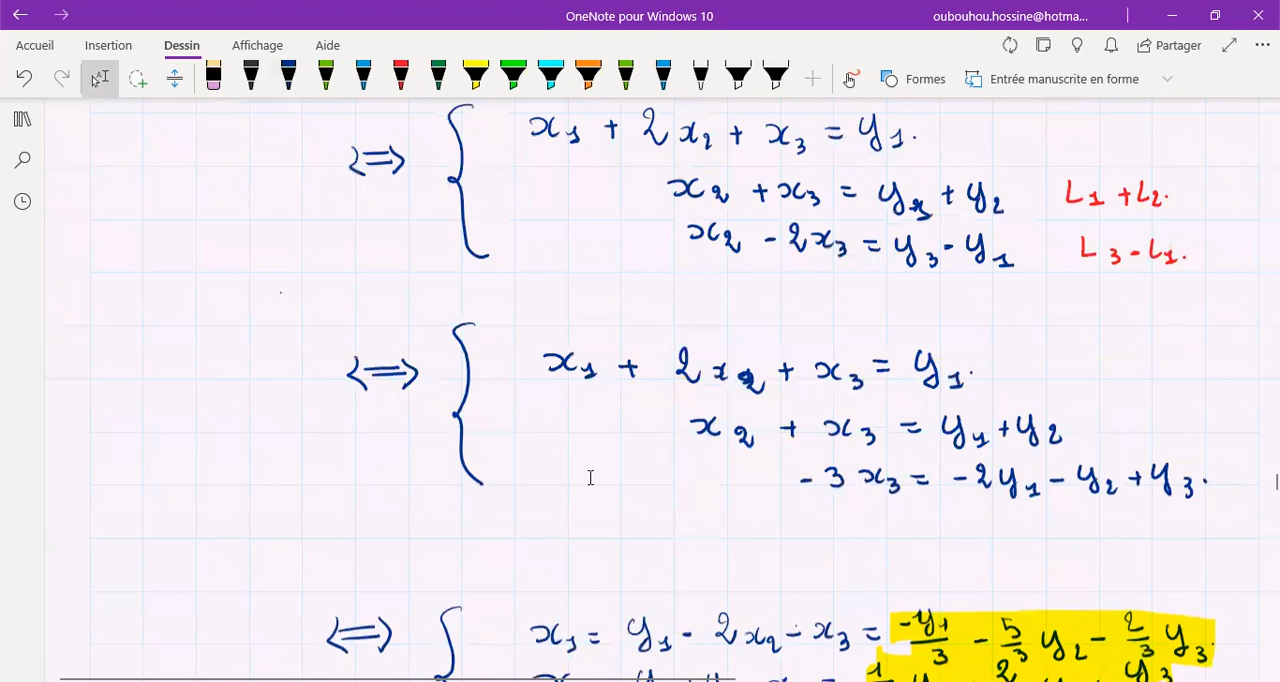 OneNote pour Windows 10
oubouhou.hossine@hotma...
Accueil Insertion Dessin Affichage Aide
Partager
Formes Entrée manuscrite en forme
x₁ + 2x₂ + x₃ = y₁.
⟺ {
x₂ + x₃ = y₁ + y₂ L₁ + L₂.
x₂ - 2x₃ = y₃ - y₁ L₃ - L₁.
x₁ + 2x₂ + x₃ = y₁.
⟺ {
x₂ + x₃ = y₁ + y₂
- 3x₃ = -2y₁ - y₂ + y₃.
⟺ { x₁ = y₁ - 2x₂ - x₃ = -y₁/3 - 5/3 y₂ - 2/3 y₃.